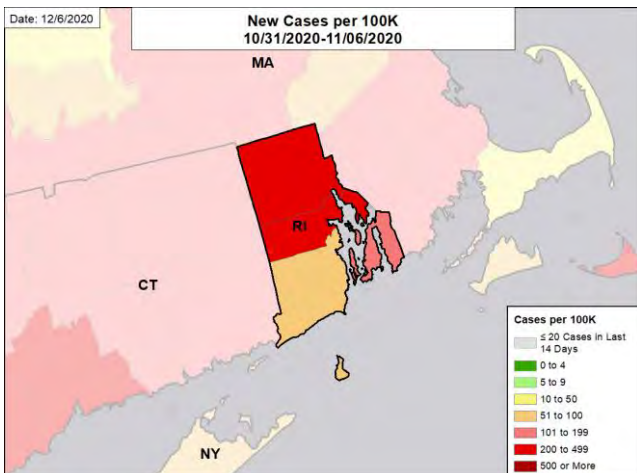 Date: 12/6/2020
New Cases per 100K
10/31/2020-11/06/2020
MA
RI
CT
NY
Cases per 100K
≤ 20 Cases in Last
14 Days
0 to 4
5 to 9
10 to 50
51 to 100
101 to 199
200 to 499
500 or More